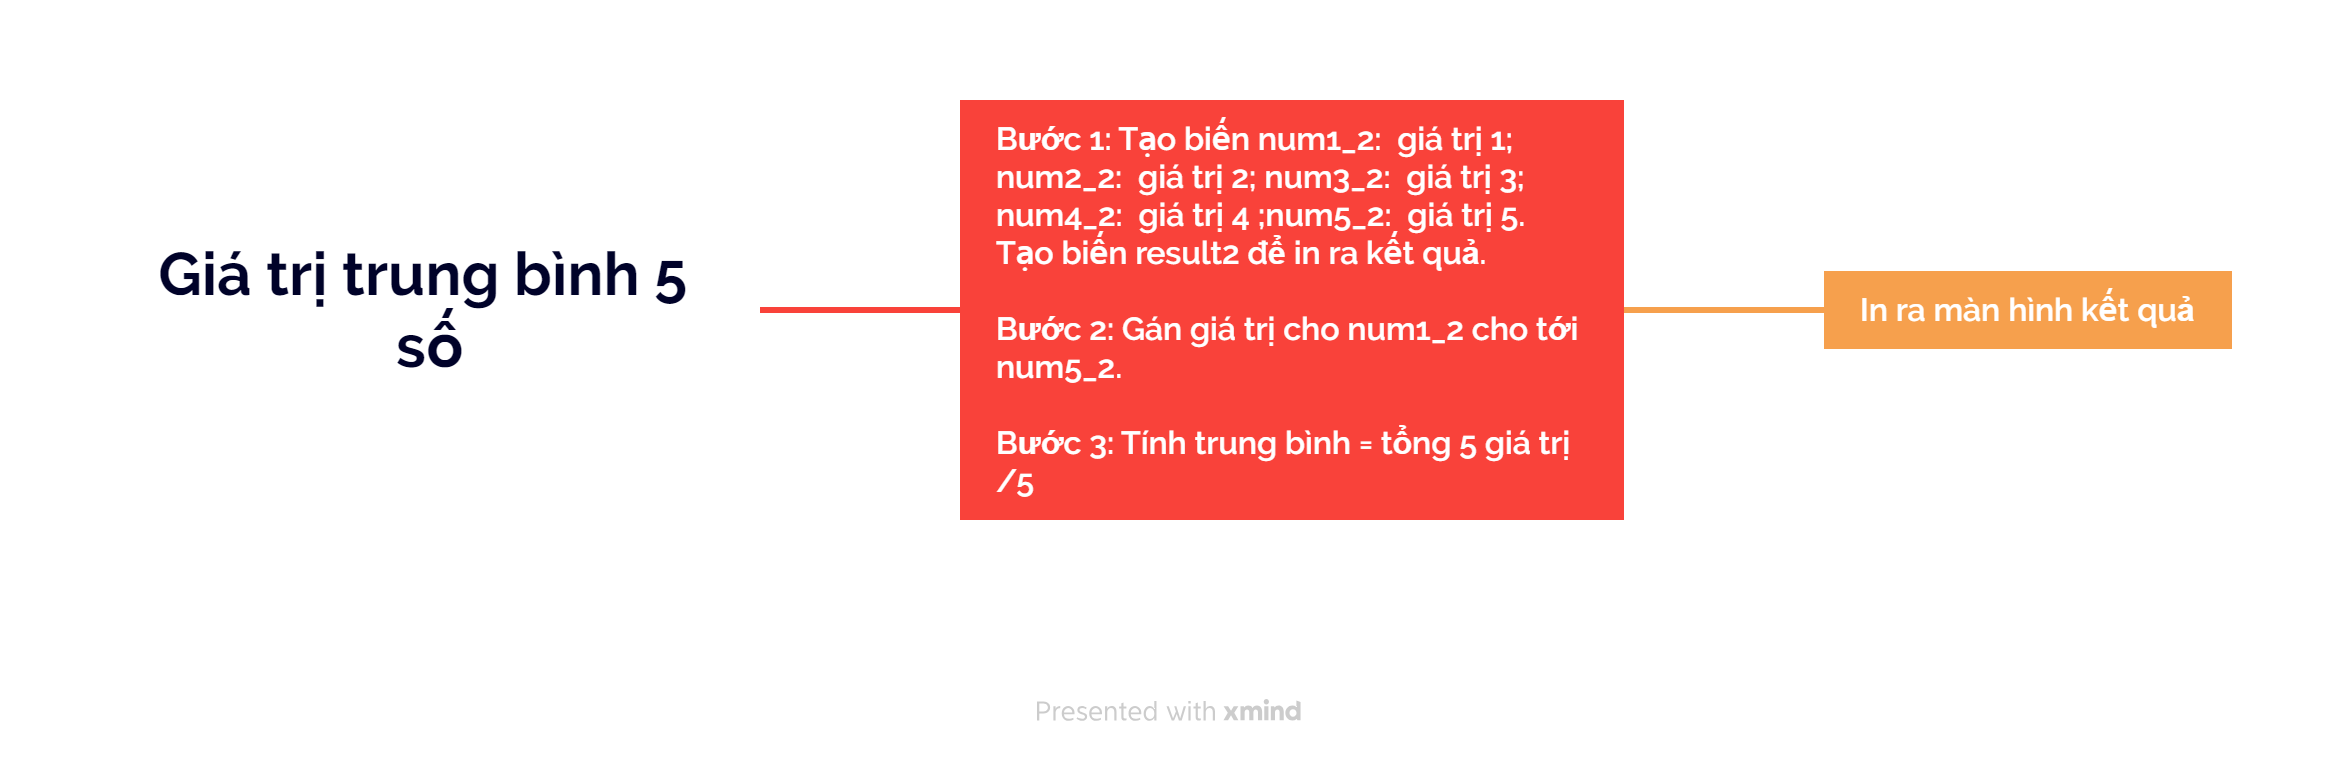 Giá trị trung bình 5
số
Bước 1: Tạo biến num1_2:  giá trị 1;
num2_2:  giá trị 2; num3_2:  giá trị 3;
num4_2:  giá trị 4 ;num5_2:  giá trị 5.
Tạo biến result2 để in ra kết quả.
Bước 2: Gán giá trị cho num1_2 cho tới
num5_2.
Bước 3: Tính trung bình = tổng 5 giá trị
/5
In ra màn hình kết quả
Presented with xmind